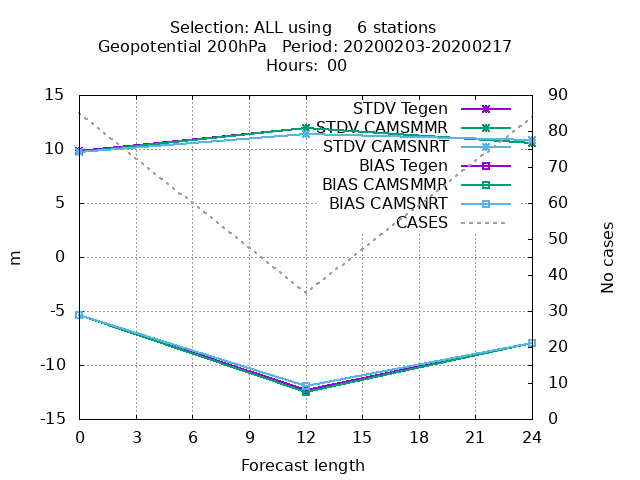 Selection: ALL using 6 stations
Geopotential 200hPa Period: 20200203-20200217
Hours: 00
15 90
STDV Tegen
80
STDV CAMSMMR
10
STDV CAMSNRT
70
BIAS Tegen
BIAS CAMSMMR
5 60
BIAS CAMSNRT
CASES
50
m 0 No cases
40
-5 30
20
-10
10
-15 0
0 3 6 9 12 15 18 21 24
Forecast length